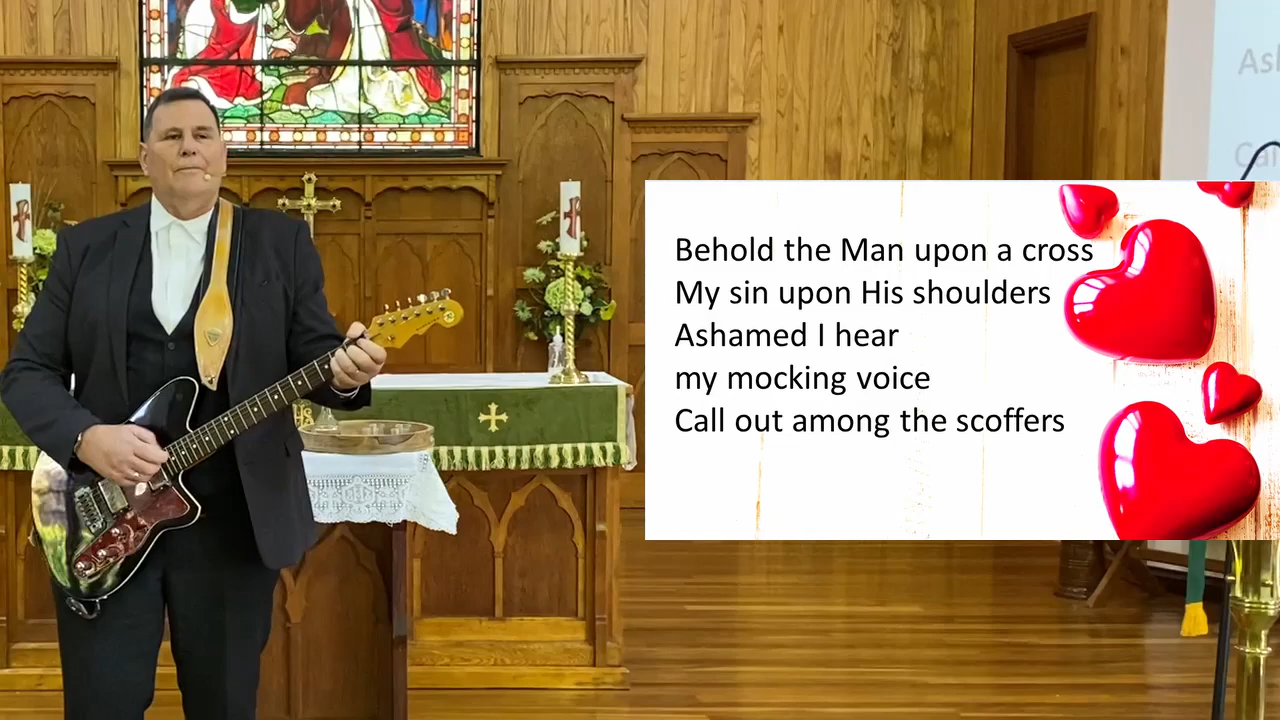 Behold the Man upon a cross
My sin upon His shoulders
Ashamed I hear
my mocking voice
Call out among the scoffers